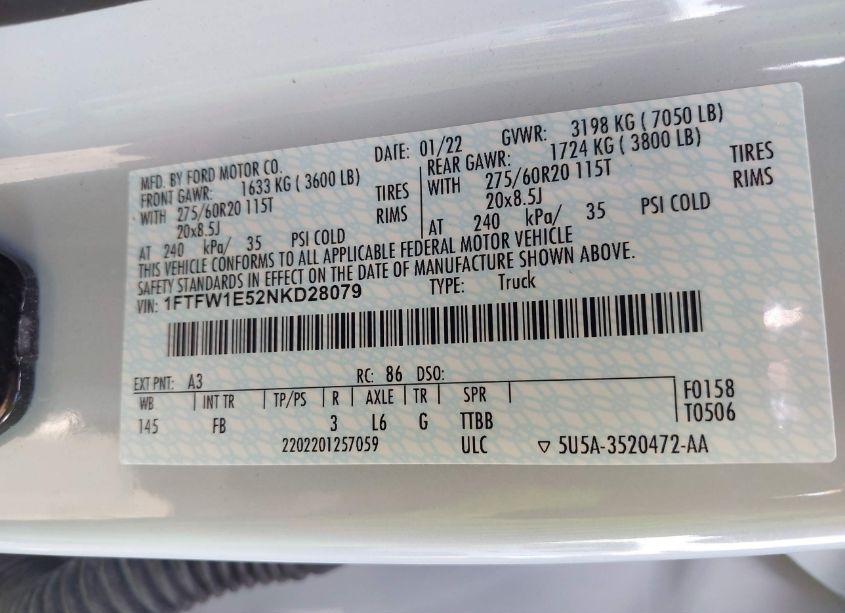 MFD. BY FORD MOTOR CO. DATE: 01/22 GVWR: 3198 KG ( 7050 LB)
FRONT GAWR: 1633 KG ( 3600 LB) REAR GAWR: 1724 KG ( 3800 LB)
WITH 275/60R20 115T TIRES WITH 275/60R20 115T TIRES
20x8.5J RIMS 20x8.5J RIMS
AT 240 kPa/ 35 PSI COLD AT 240 kPa/ 35 PSI COLD
THIS VEHICLE CONFORMS TO ALL APPLICABLE FEDERAL MOTOR VEHICLE
SAFETY STANDARDS IN EFFECT ON THE DATE OF MANUFACTURE SHOWN ABOVE.
VIN: 1FTFW1E52NKD28079 TYPE: Truck
EXT PNT: A3 RC: 86 DSO:
WB INT TR TP/PS R AXLE TR SPR F0158
145 FB 3 L6 G TTBB T0506
2202201257059 ULC ▽ 5U5A-3520472-AA